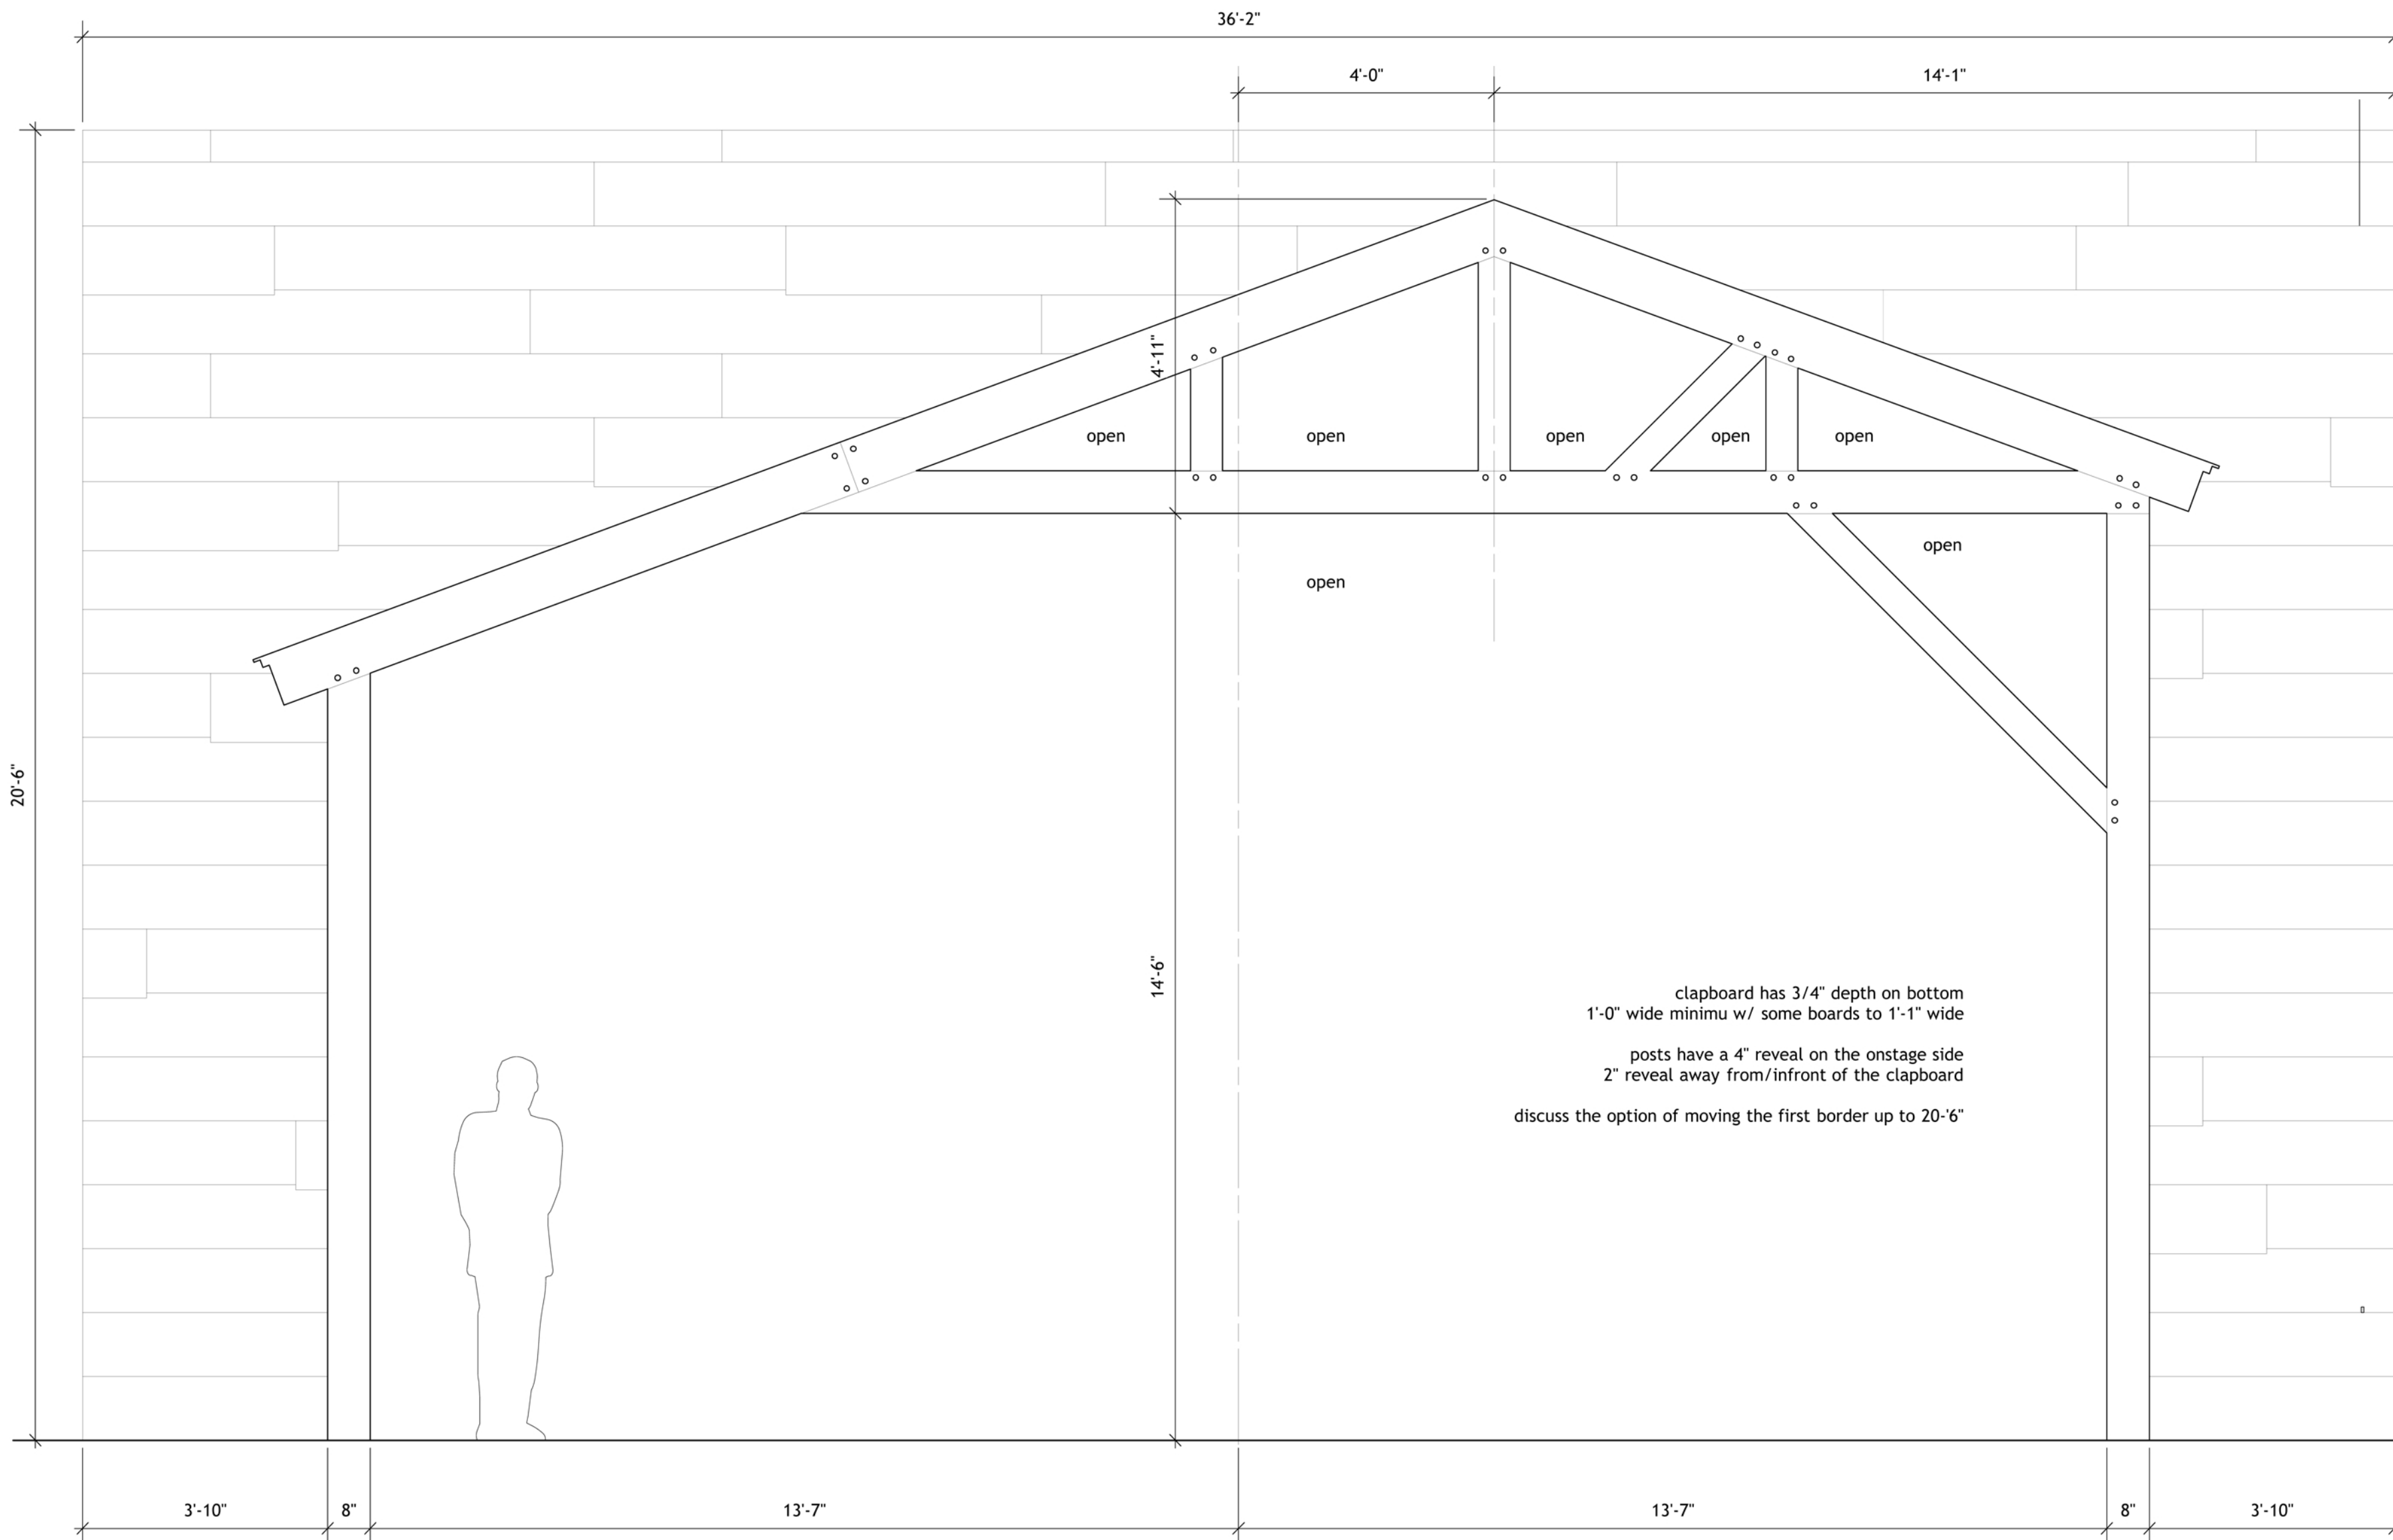 36'-2"
4'-0"
14'-1"
4'-11"
open
open
open
open
open
open
open
20'-6"
14'-6"
clapboard has 3/4" depth on bottom
1'-0" wide minimu w/ some boards to 1'-1" wide
posts have a 4" reveal on the onstage side
2" reveal away from/infront of the clapboard
discuss the option of moving the first border up to 20-'6"
3'-10"
8"
13'-7"
13'-7"
8"
3'-10"